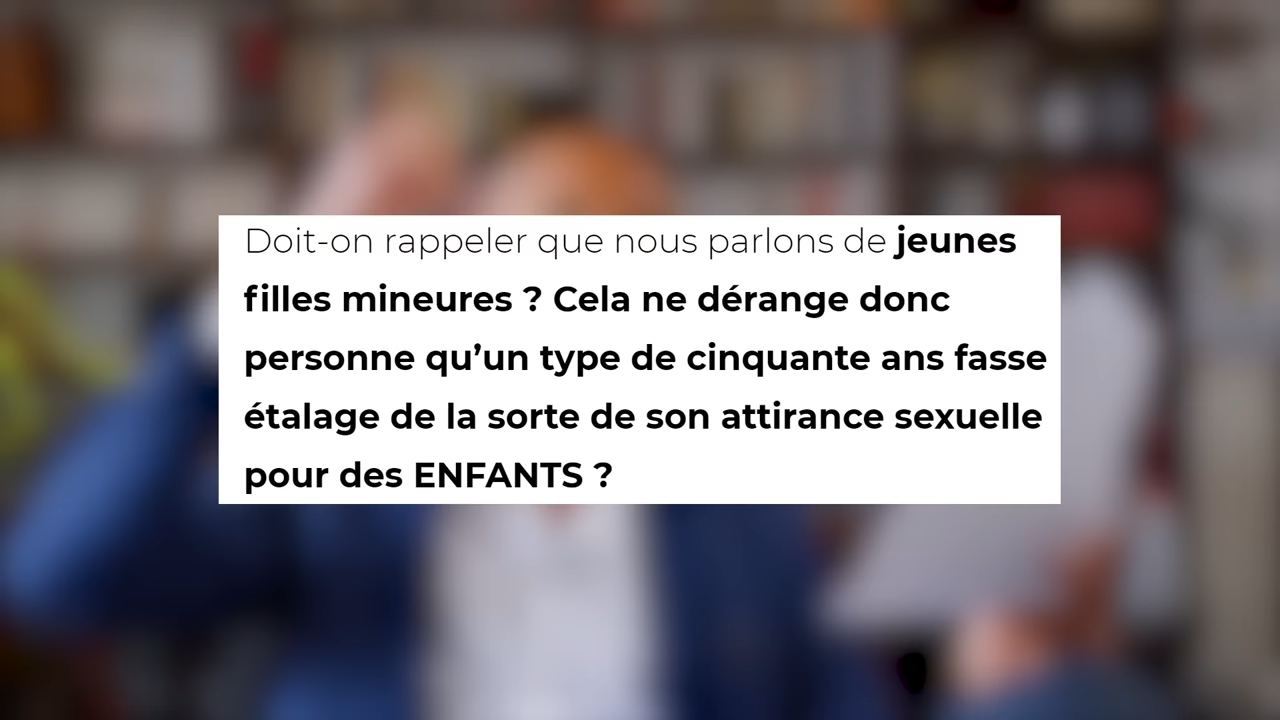 Doit-on rappeler que nous parlons de jeunes
filles mineures ? Cela ne dérange donc
personne qu’un type de cinquante ans fasse
étalage de la sorte de son attirance sexuelle
pour des ENFANTS ?